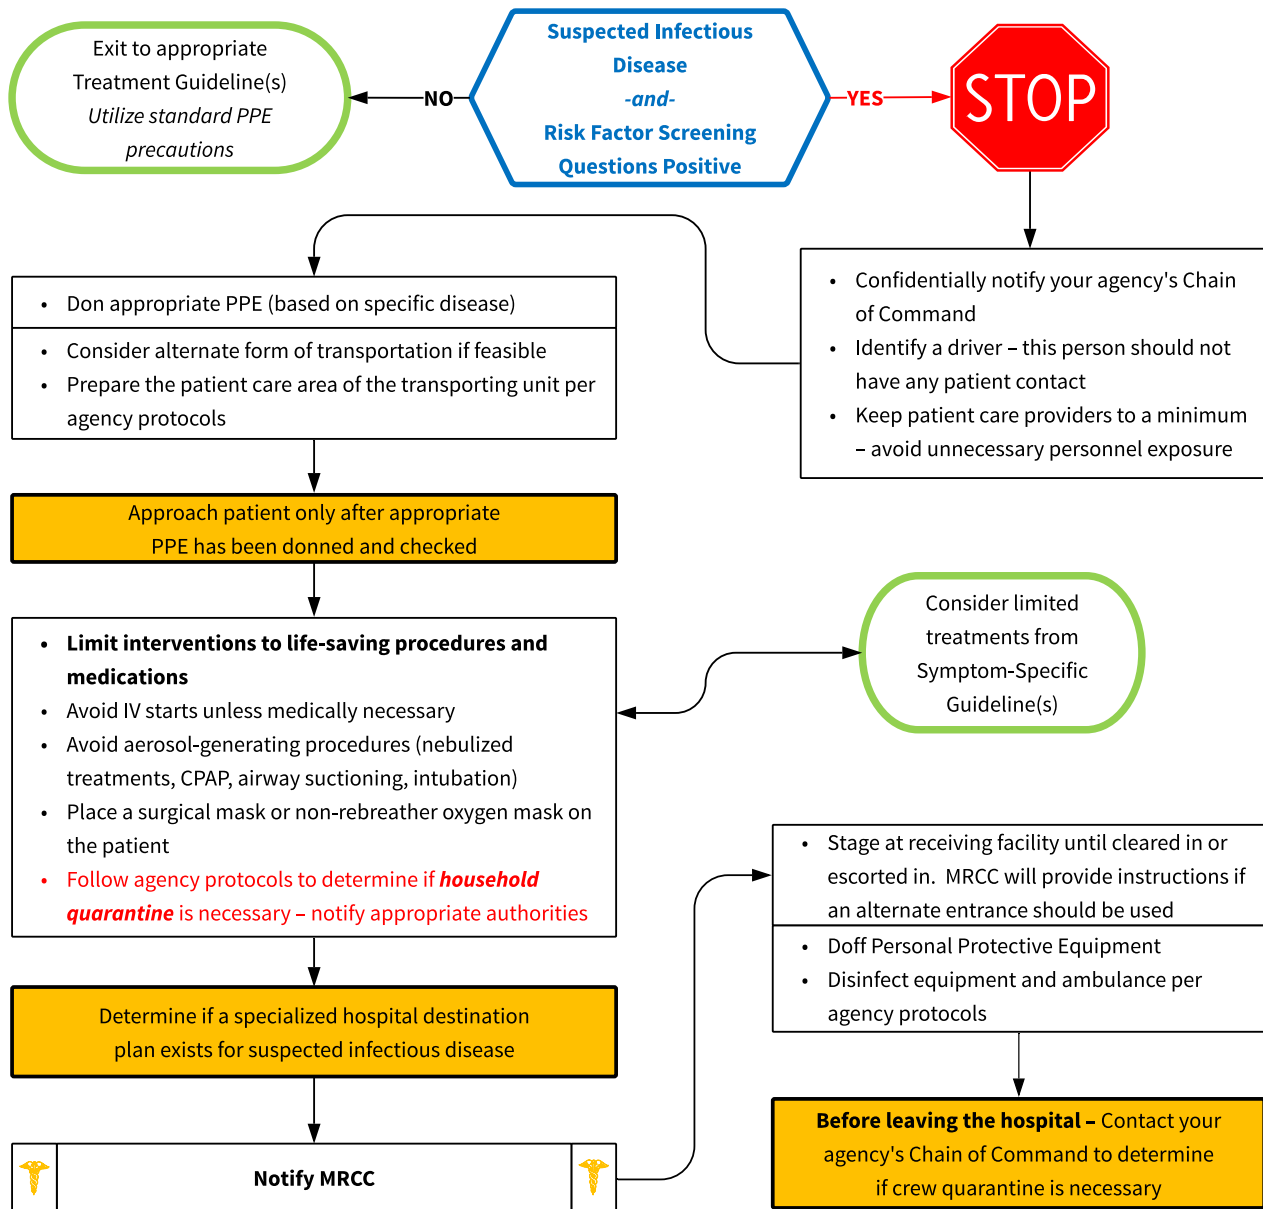 Exit to appropriate
Treatment Guideline(s)
Utilize standard PPE
precautions
NO
Suspected Infectious
Disease
-and-
Risk Factor Screening
Questions Positive
YES
STOP
• Confidentially notify your agency's Chain
of Command
• Identify a driver – this person should not
have any patient contact
• Keep patient care providers to a minimum
– avoid unnecessary personnel exposure
• Don appropriate PPE (based on specific disease)
• Consider alternate form of transportation if feasible
• Prepare the patient care area of the transporting unit per
agency protocols
Approach patient only after appropriate
PPE has been donned and checked
• Limit interventions to life-saving procedures and
medications
• Avoid IV starts unless medically necessary
• Avoid aerosol-generating procedures (nebulized
treatments, CPAP, airway suctioning, intubation)
• Place a surgical mask or non-rebreather oxygen mask on
the patient
• Follow agency protocols to determine if household
quarantine is necessary – notify appropriate authorities
Consider limited
treatments from
Symptom-Specific
Guideline(s)
Determine if a specialized hospital destination
plan exists for suspected infectious disease
Notify MRCC
• Stage at receiving facility until cleared in or
escorted in.  MRCC will provide instructions if
an alternate entrance should be used
• Doff Personal Protective Equipment
• Disinfect equipment and ambulance per
agency protocols
Before leaving the hospital – Contact your
agency's Chain of Command to determine
if crew quarantine is necessary